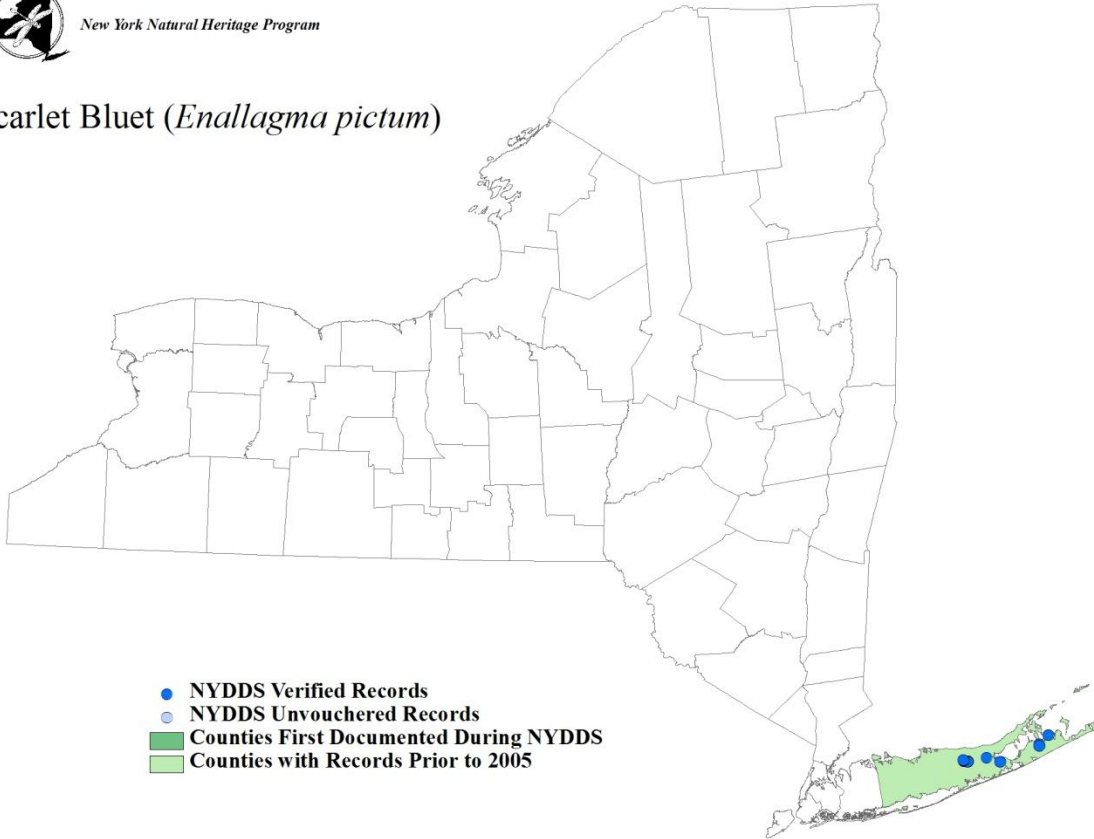 New York Natural Heritage Program
carlet Bluet (Enallagma pictum)
NYDDS Verified Records
NYDDS Unvouchered Records
Counties First Documented During NYDDS
Counties with Records Prior to 2005